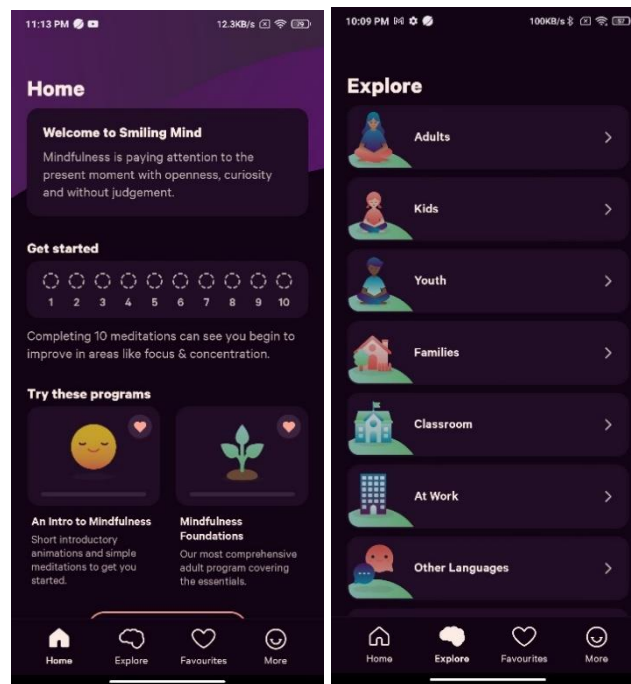 11:13 PM
12.3KB/s
79
Home
Welcome to Smiling Mind
Mindfulness is paying attention to the
present moment with openness, curiosity
and without judgement.
Get started
1 2 3 4 5 6 7 8 9 10
Completing 10 meditations can see you begin to
improve in areas like focus & concentration.
Try these programs
An Intro to Mindfulness
Short introductory
animations and simple
meditations to get you
started.
Mindfulness
Foundations
Our most comprehensive
adult program covering
the essentials.
Home Explore Favourites More
10:09 PM
100KB/s
97
Explore
Adults
Kids
Youth
Families
Classroom
At Work
Other Languages
Home Explore Favourites More